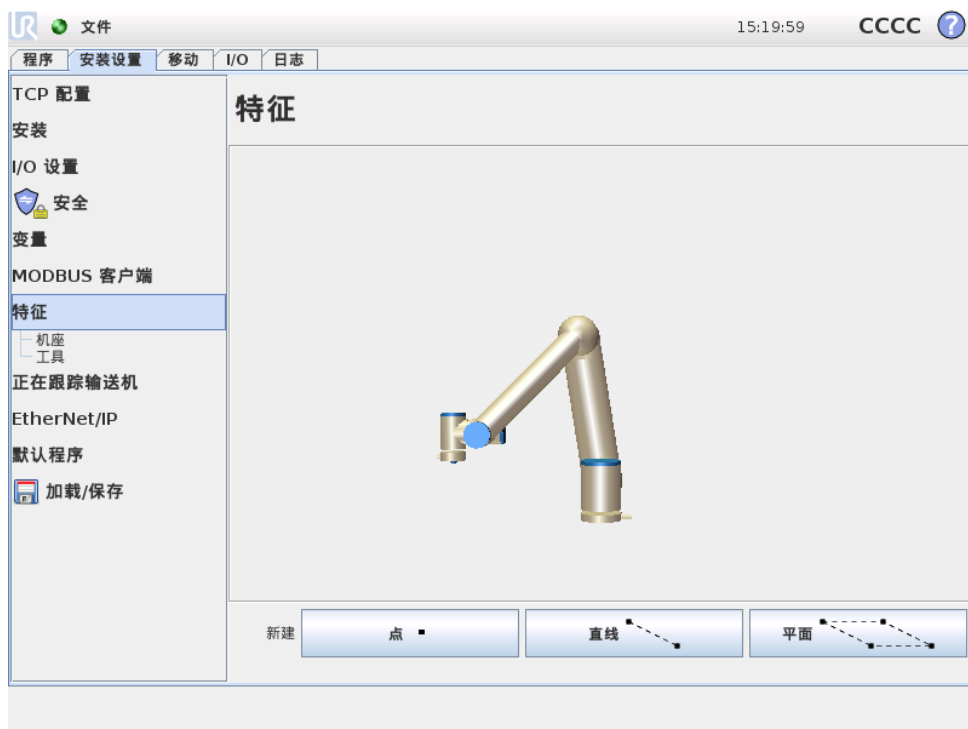 UR 文件 15:19:59 CCCC ?
程序 安装设置 移动 I/O 日志
TCP 配置
特征
安装
I/O 设置
安全
变量
MODBUS 客户端
特征
机座
工具
正在跟踪输送机
EtherNet/IP
默认程序
加载/保存
新建 点 直线 平面